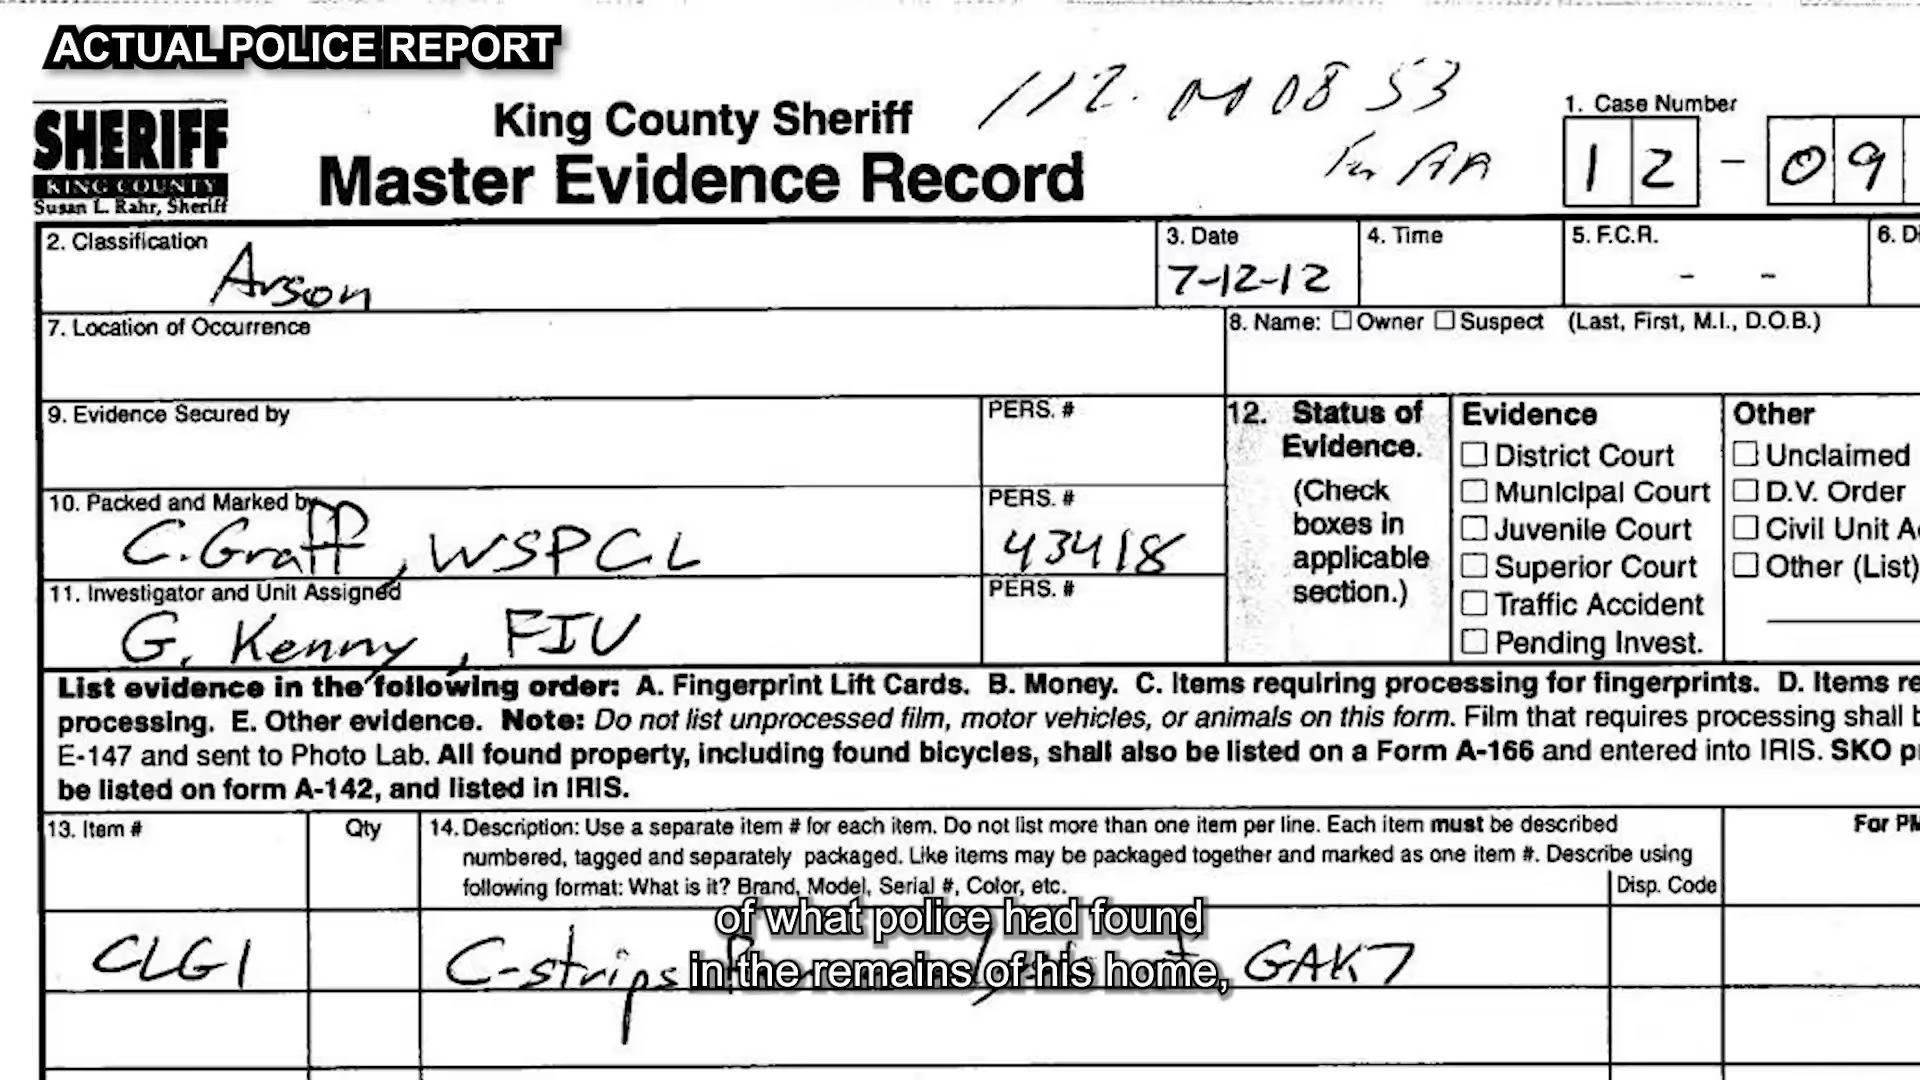 ACTUAL POLICE REPORT
SHERIFF
KING COUNTY
Susan L. Rahr, Sheriff
King County Sheriff
Master Evidence Record
112.
08 53
1. Case Number
12-09
2. Classification
Arson
3. Date
7-12-12
4. Time
5. F.C.R.
- -
6. D
7. Location of Occurrence
8. Name: ☐ Owner ☐ Suspect (Last, First, M.I., D.O.B.)
9. Evidence Secured by
PERS. #
10. Packed and Marked by
C. Graff, WSPCL
PERS. #
43418
11. Investigator and Unit Assigned
G. Kenny, FIU
PERS. #
12. Status of
Evidence.
(Check
boxes in
applicable
section.)
Evidence
☐ District Court
☐ Municipal Court
☐ Juvenile Court
☐ Superior Court
☐ Traffic Accident
☐ Pending Invest.
Other
☐ Unclaimed
☐ D.V. Order
☐ Civil Unit A
☐ Other (List)
List evidence in the following order: A. Fingerprint Lift Cards. B. Money. C. Items requiring processing for fingerprints. D. Items re
processing. E. Other evidence. Note: Do not list unprocessed film, motor vehicles, or animals on this form. Film that requires processing shall b
E-147 and sent to Photo Lab. All found property, including found bicycles, shall also be listed on a Form A-166 and entered into IRIS. SKO pr
be listed on form A-142, and listed in IRIS.
13. Item #
Qty
14. Description: Use a separate item # for each item. Do not list more than one item per line. Each item must be described
numbered, tagged and separately packaged. Like items may be packaged together and marked as one item #. Describe using
following format: What is it? Brand, Model, Serial #, Color, etc.
Disp. Code
For PM
CLG1
C-strips GAK7
of what police had found
in the remains of his home,